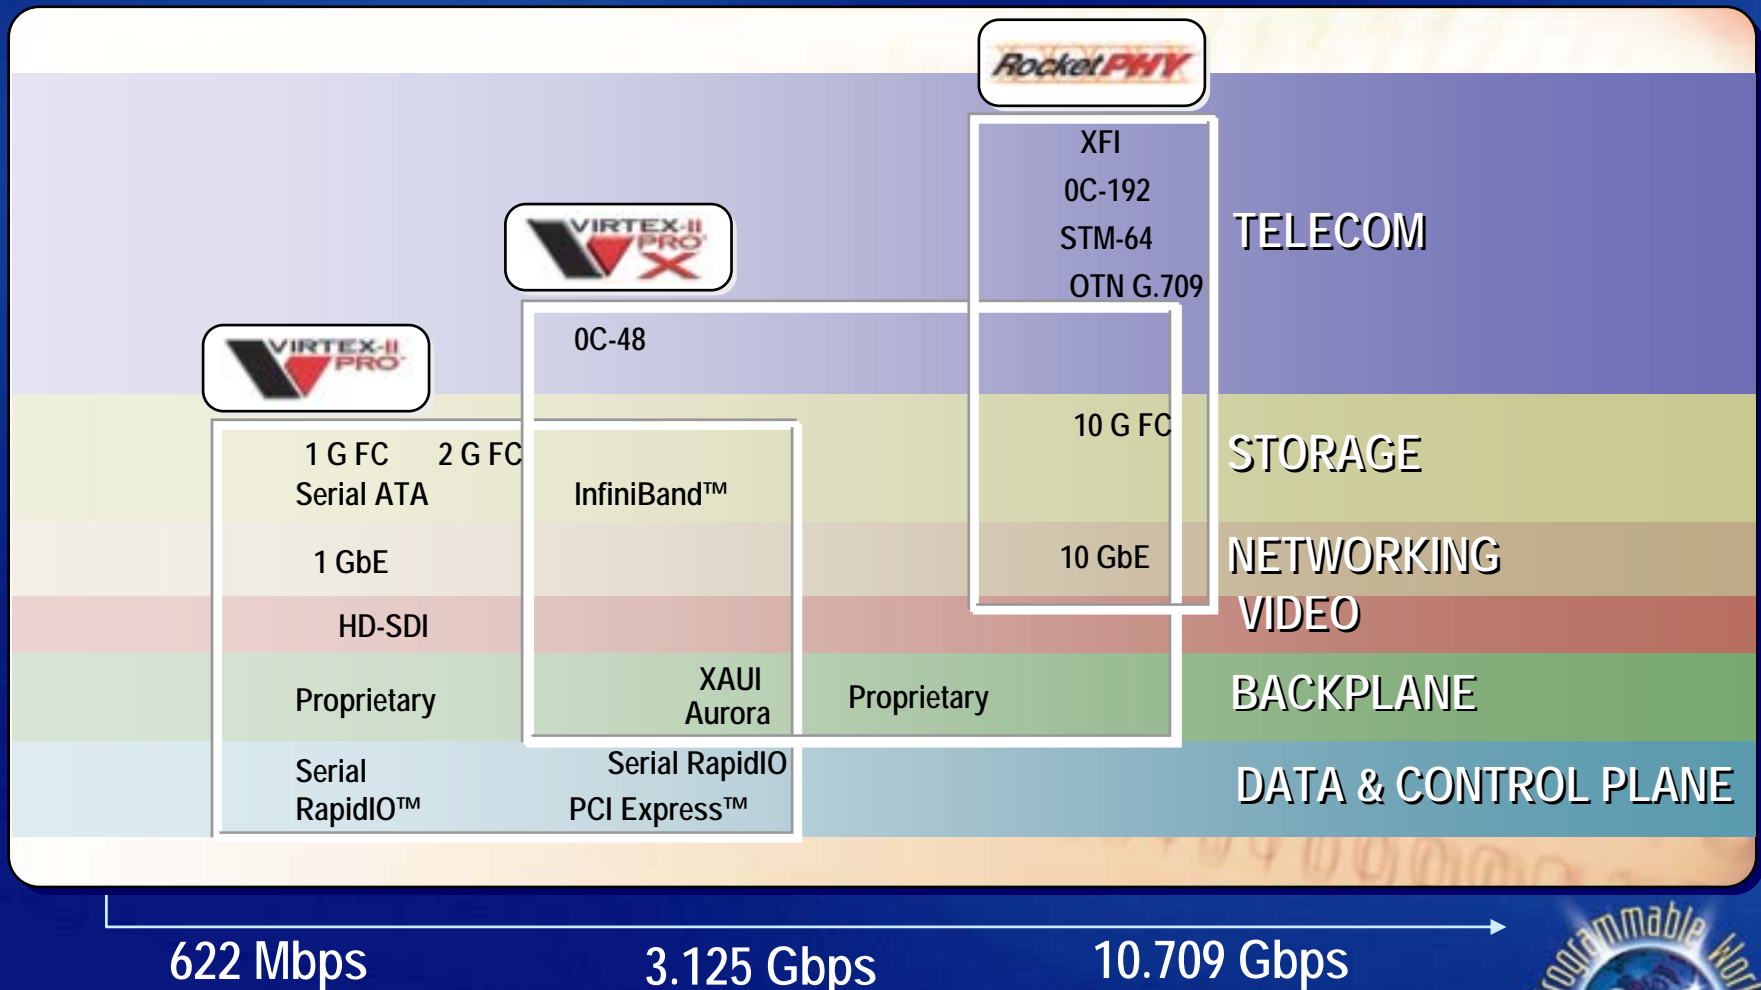 RocketPHY
XFI
0C-192
STM-64
OTN G.709
TELECOM
VIRTEX-II
PRO
X
0C-48
VIRTEX-II
PRO
1 G FC 2 G FC
10 G FC
STORAGE
Serial ATA
InfiniBand™
1 GbE
10 GbE
NETWORKING
HD-SDI
VIDEO
Proprietary
XAUI
Aurora
Proprietary
BACKPLANE
Serial
RapidIO™
Serial RapidIO
PCI Express™
DATA & CONTROL PLANE
622 Mbps
3.125 Gbps
10.709 Gbps